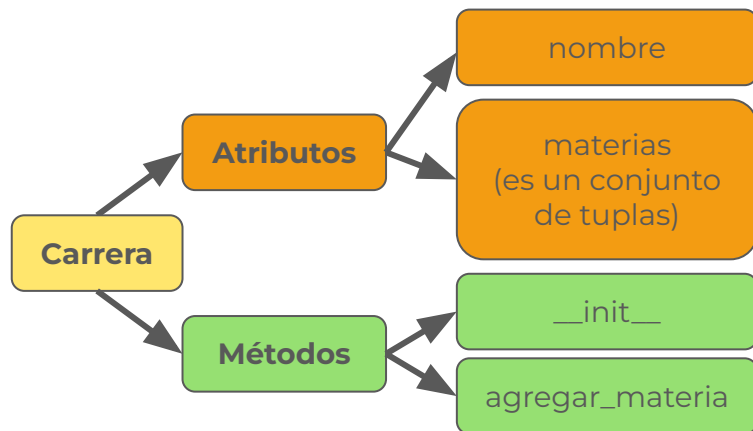 Carrera
Atributos
nombre
materias
(es un conjunto
de tuplas)
Métodos
__init__
agregar_materia